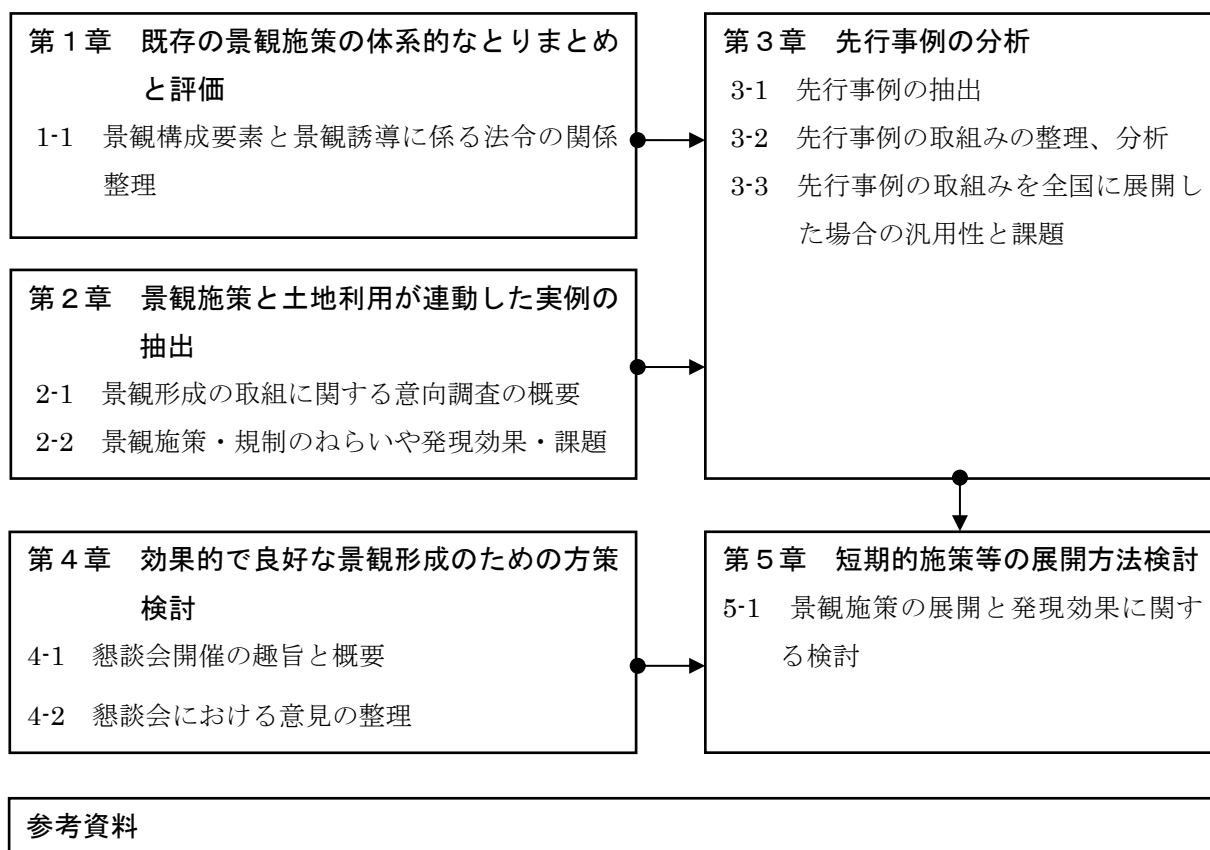 第１章　既存の景観施策の体系的なとりまとめ
と評価
1-1　景観構成要素と景観誘導に係る法令の関係
整理
第２章　景観施策と土地利用が連動した実例の
抽出
2-1　景観形成の取組に関する意向調査の概要
2-2　景観施策・規制のねらいや発現効果・課題
第３章　先行事例の分析
3-1　先行事例の抽出
3-2　先行事例の取組みの整理、分析
3-3　先行事例の取組みを全国に展開し
た場合の汎用性と課題
第４章　効果的で良好な景観形成のための方策
検討
4-1　懇談会開催の趣旨と概要
4-2　懇談会における意見の整理
第５章　短期的施策等の展開方法検討
5-1　景観施策の展開と発現効果に関す
る検討
参考資料